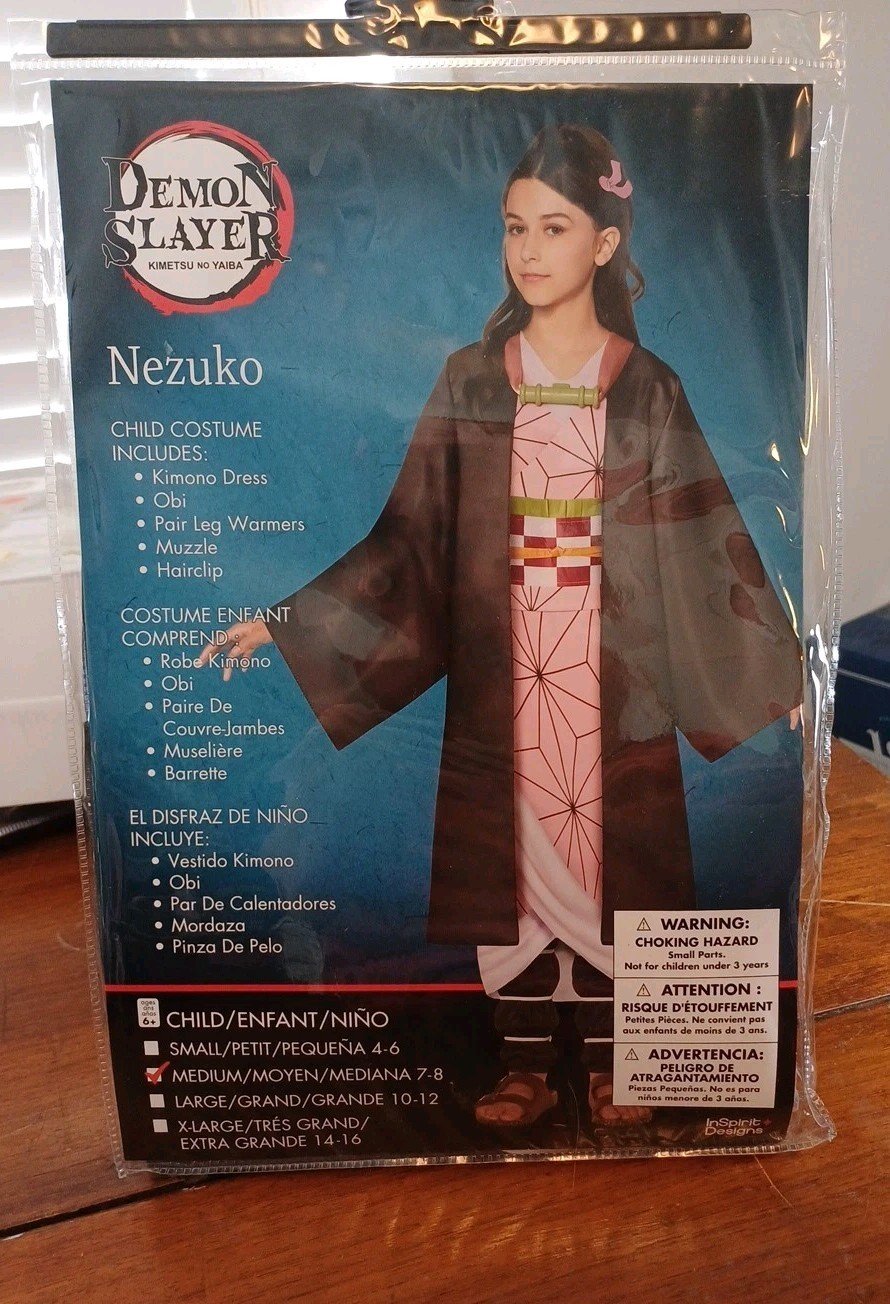 DEMON
SLAYER
KIMETSU NO YAIBA
Nezuko
CHILD COSTUME
INCLUDES:
• Kimono Dress
• Obi
• Pair Leg Warmers
• Muzzle
• Hairclip
COSTUME ENFANT
COMPREND :
• Robe Kimono
• Obi
• Paire De
Couvre-Jambes
• Muselière
• Barrette
EL DISFRAZ DE NIÑO
INCLUYE:
• Vestido Kimono
• Obi
• Par De Calentadores
• Mordaza
• Pinza De Pelo
ages
ans
años
6+
CHILD/ENFANT/NIÑO
SMALL/PETIT/PEQUEÑA 4-6
MEDIUM/MOYEN/MEDIANA 7-8
LARGE/GRAND/GRANDE 10-12
X-LARGE/TRÉS GRAND/
EXTRA GRANDE 14-16
⚠ WARNING:
CHOKING HAZARD
Small Parts.
Not for children under 3 years
⚠ ATTENTION :
RISQUE D'ÉTOUFFEMENT
Petites Pièces. Ne convient pas
aux enfants de moins de 3 ans.
⚠ ADVERTENCIA:
PELIGRO DE
ATRAGANTAMIENTO
Piezas Pequeñas. No es para
niños menore de 3 años.
InSpirit
Designs